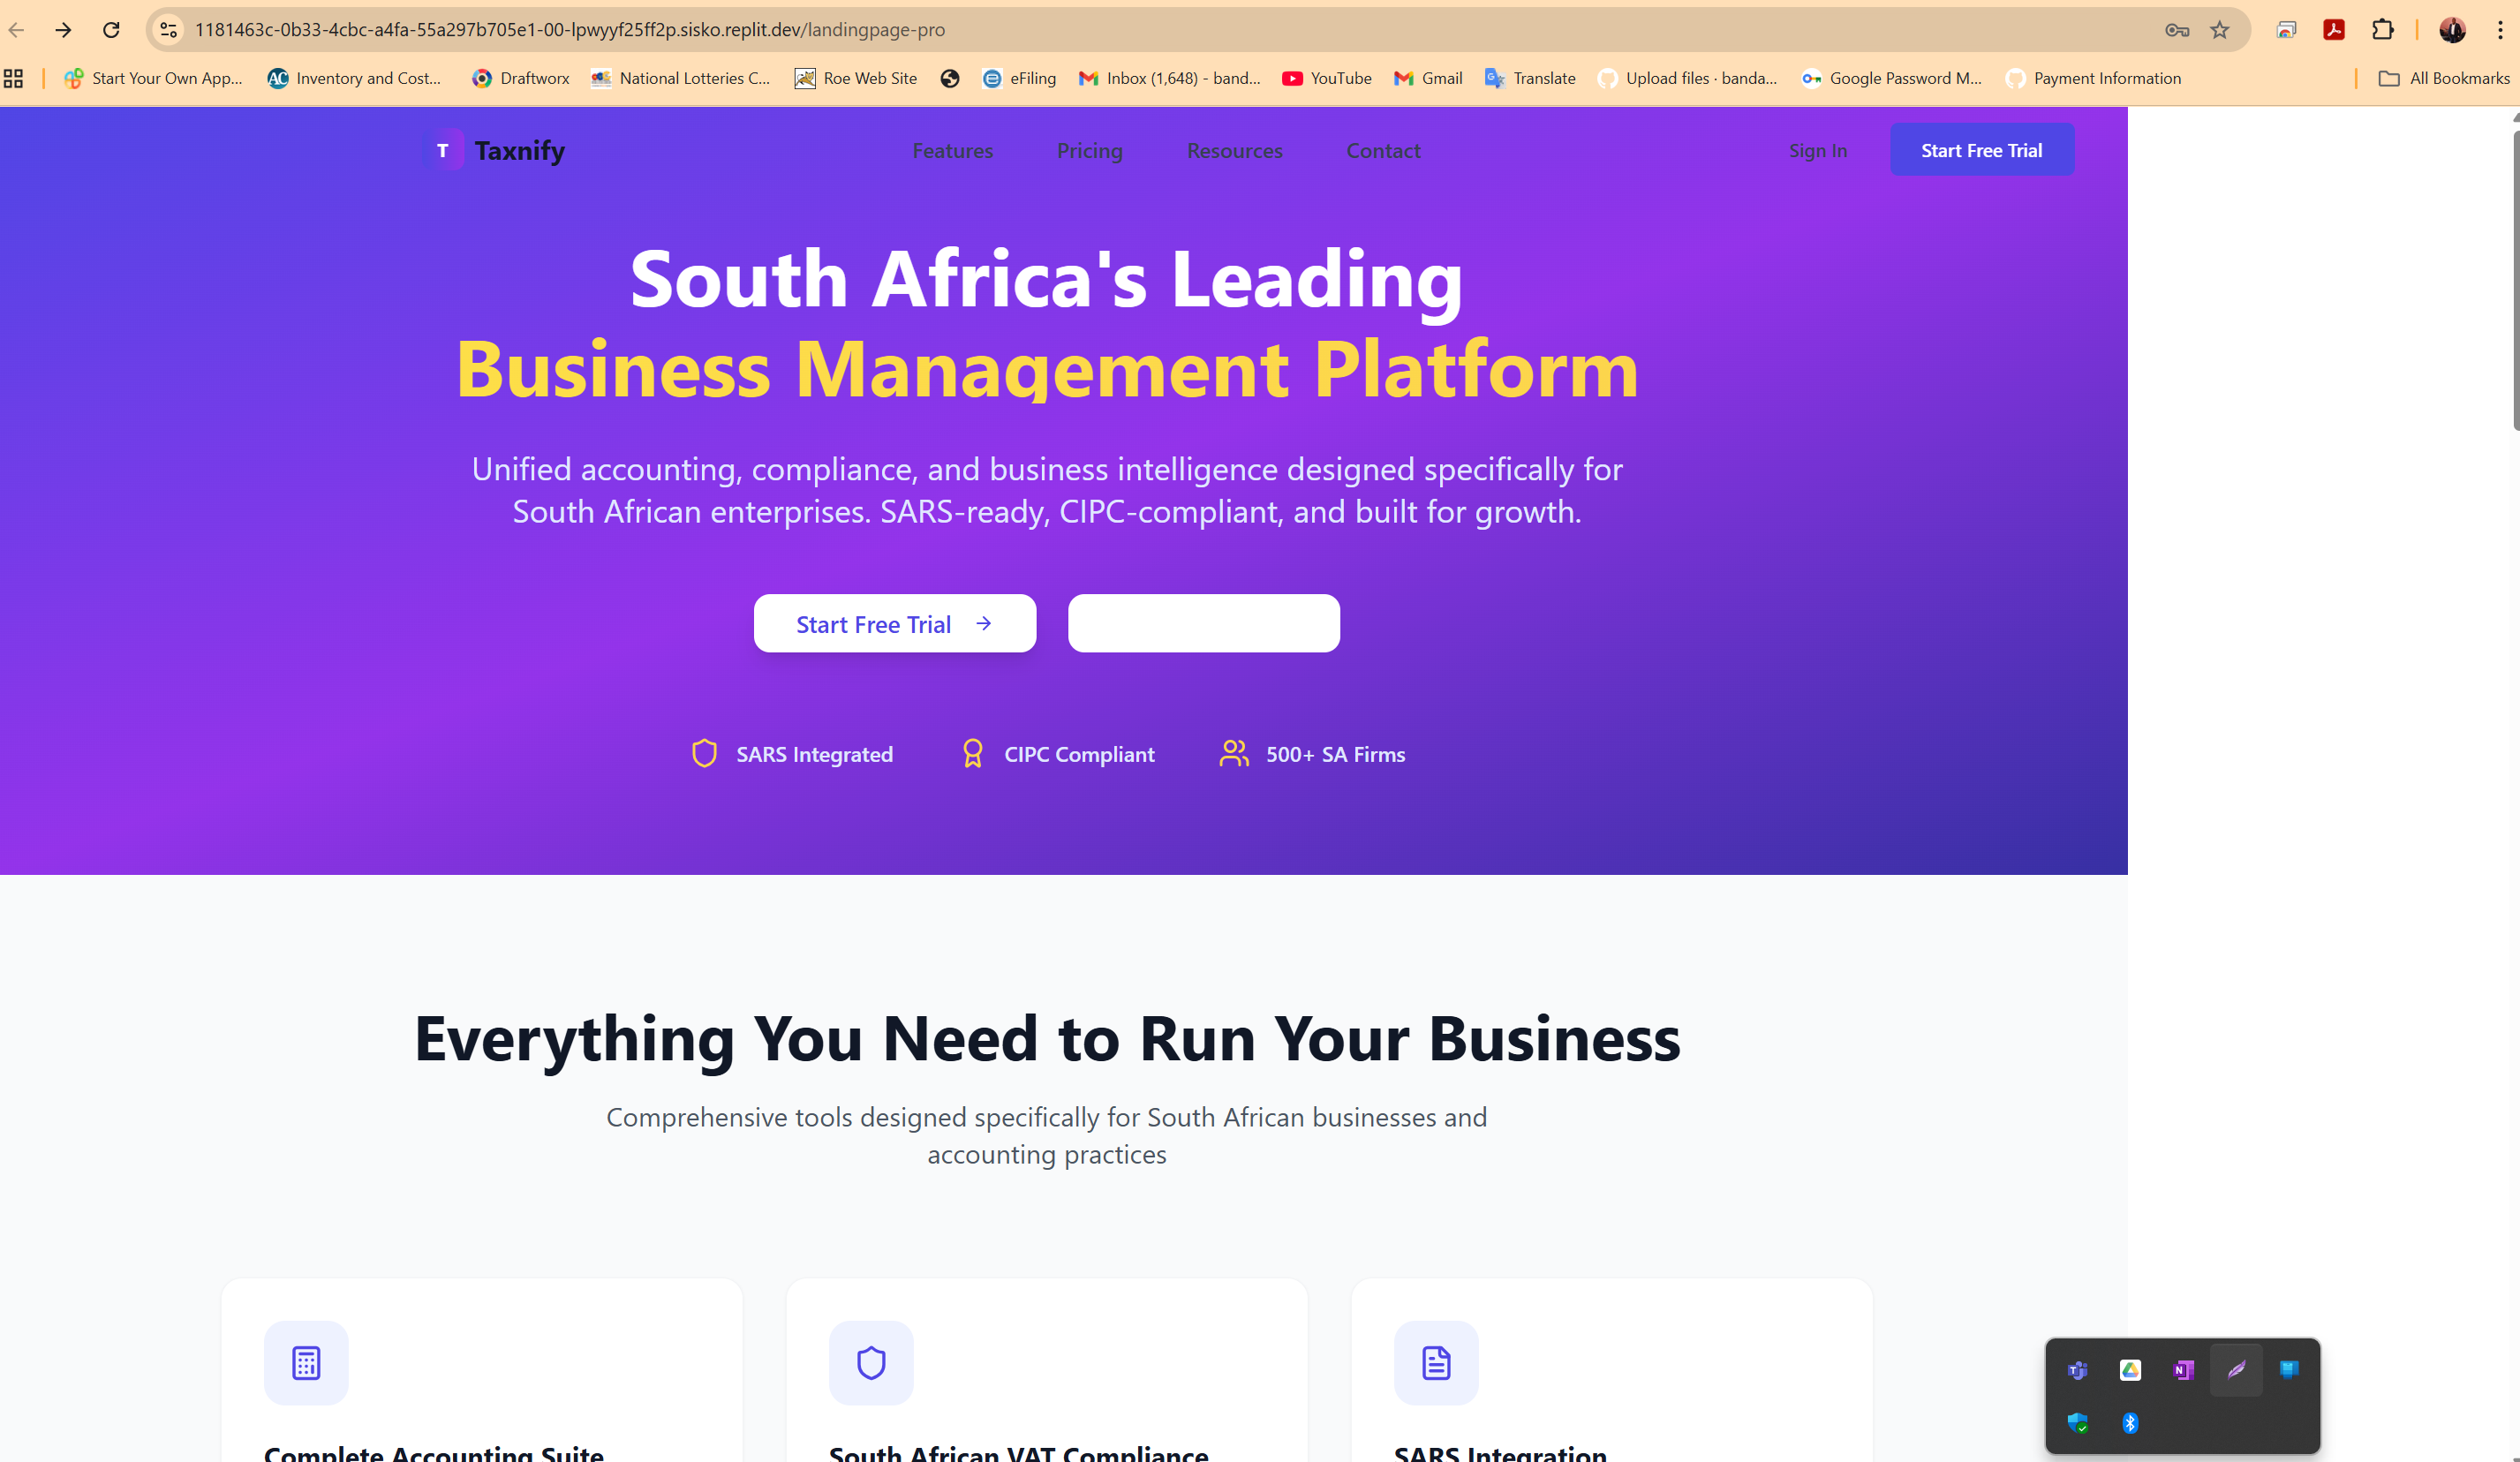 1181463c-0b33-4cbc-a4fa-55a297b705e1-00-lpwyyf25ff2p.sisko.replit.dev/landingpage-pro
Start Your Own App... Inventory and Cost... Draftworx National Lotteries C... Roe Web Site eFiling Inbox (1,648) - band... YouTube Gmail Translate Upload files · banda... Google Password M... Payment Information All Bookmarks
T Taxnify Features Pricing Resources Contact Sign In Start Free Trial
South Africa's Leading
Business Management Platform
Unified accounting, compliance, and business intelligence designed specifically for
South African enterprises. SARS-ready, CIPC-compliant, and built for growth.
Start Free Trial
SARS Integrated CIPC Compliant 500+ SA Firms
Everything You Need to Run Your Business
Comprehensive tools designed specifically for South African businesses and
accounting practices
Complete Accounting Suite South African VAT Compliance SARS Integration